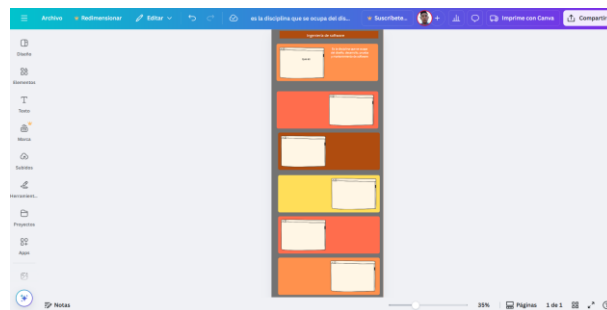 Archivo
Redimensionar
Editar
es la disciplina que se ocupa del dis...
Suscríbete...
Imprime con Canva
Compartir
Diseño
Elementos
Texto
Marca
Subidos
Herramient...
Proyectos
Apps
Ingeniería de software
Notas
35%
Páginas
1 de 1